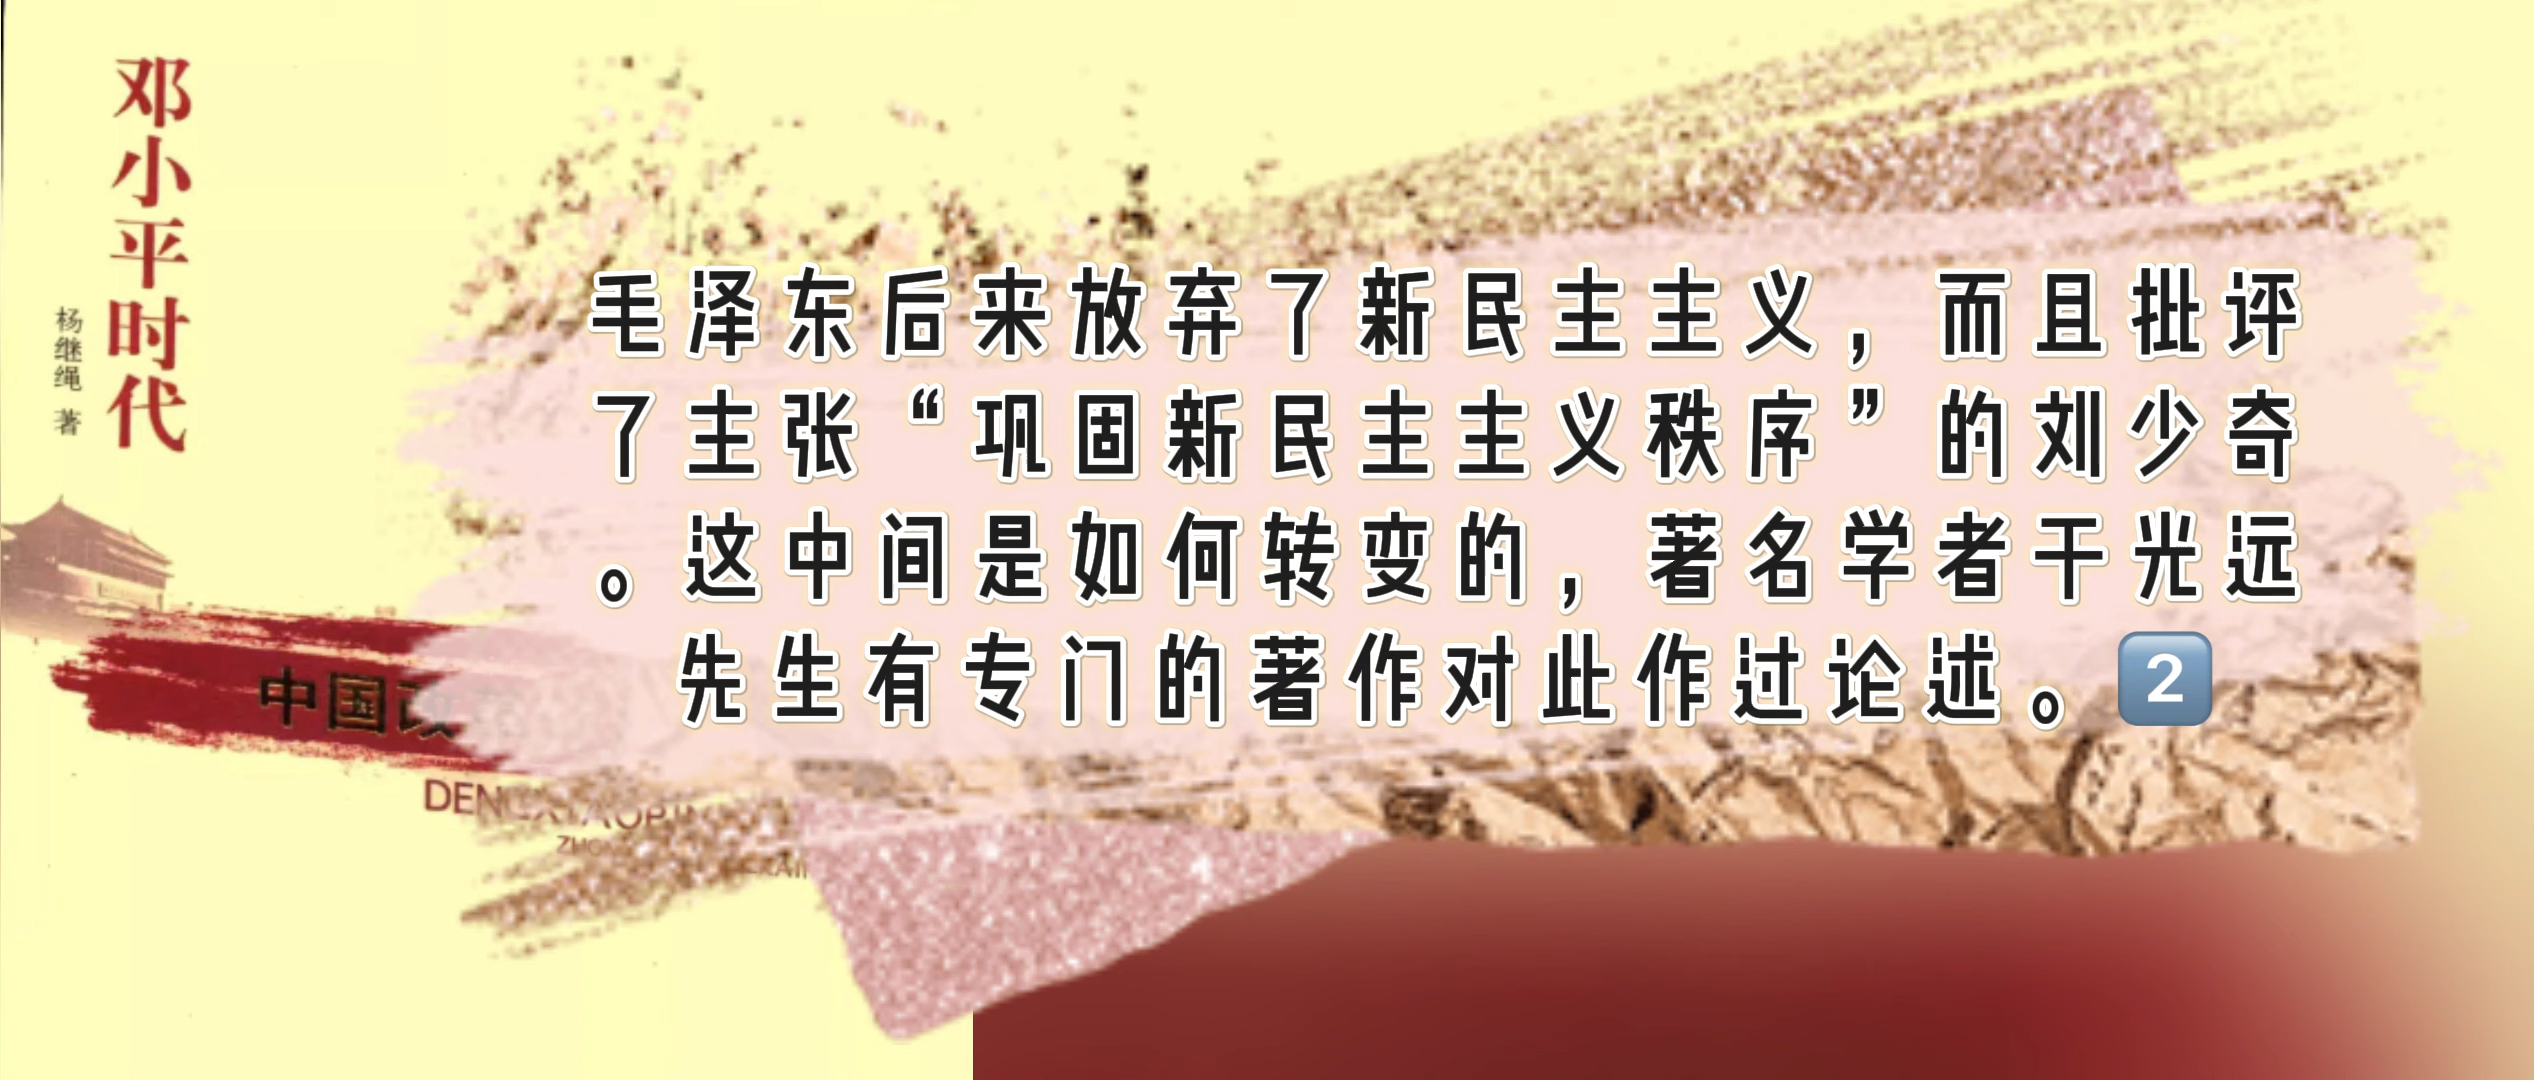 邓小平时代
杨继绳 著
毛泽东后来放弃了新民主主义，而且批评
了主张“巩固新民主主义秩序”的刘少奇
。这中间是如何转变的，著名学者于光远
先生有专门的著作对此作过论述。2️⃣
中国改
DENGXIAOPING